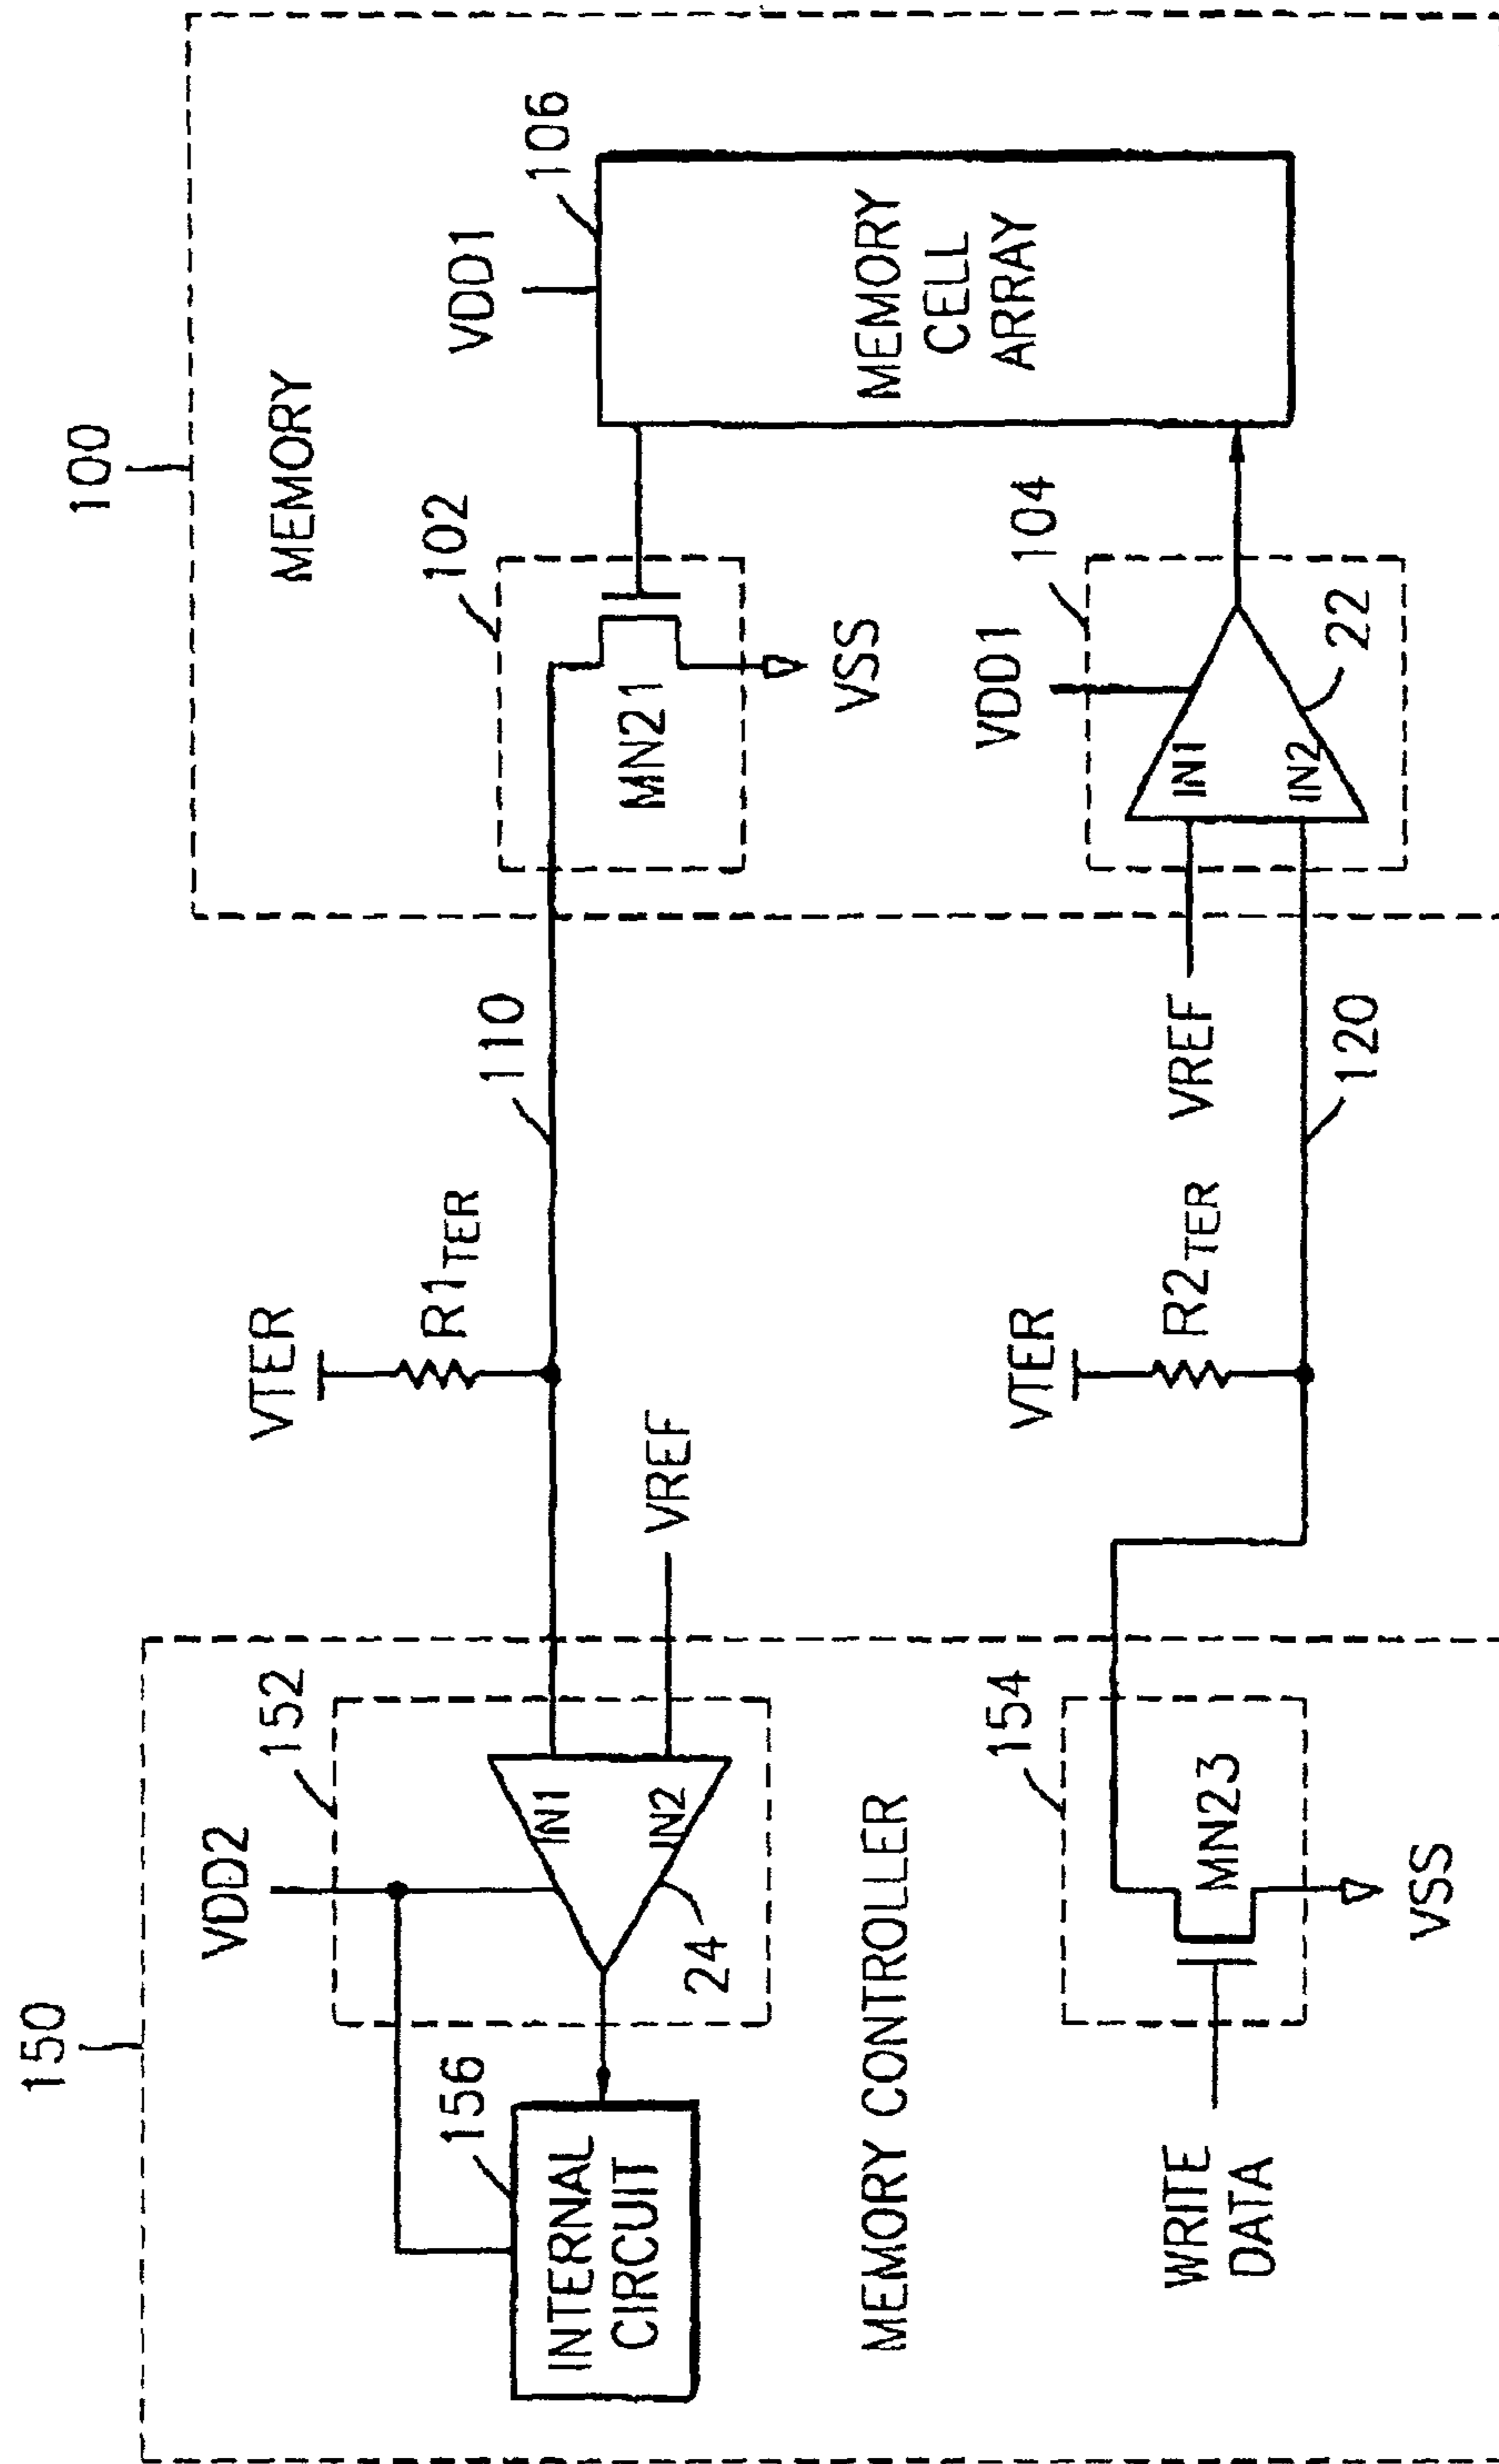 150
100
VDD2
152
VTER
R1TER
110
MEMORY
102
VDD1
106
IN1
IN2
24
VREF
MN21
VSS
156
INTERNAL
CIRCUIT
MEMORY CONTROLLER
MEMORY
CELL
ARRAY
154
MN23
VSS
WRITE
DATA
VTER
R2TER
VREF
120
VDD1
104
IN1
IN2
22